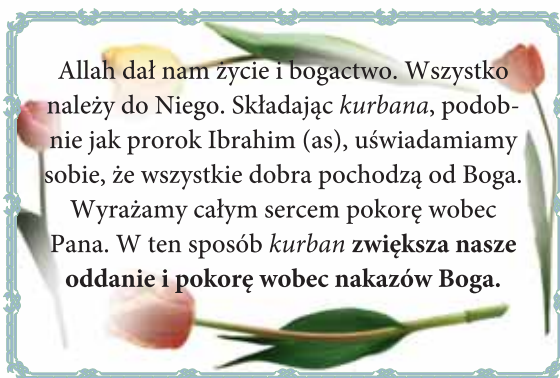 Allah dał nam życie i bogactwo. Wszystko
należy do Niego. Składając kurbana, podob-
nie jak prorok Ibrahim (as), uświadamiamy
sobie, że wszystkie dobra pochodzą od Boga.
Wyrażamy całym sercem pokorę wobec
Pana. W ten sposób kurban zwiększa nasze
oddanie i pokorę wobec nakazów Boga.